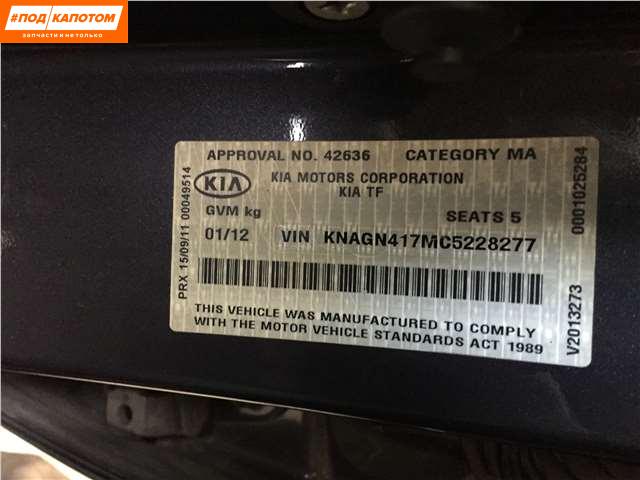 #ПОД КАПОТОМ
запчасти и не только
APPROVAL NO. 42636 CATEGORY MA
KIA
KIA MOTORS CORPORATION
KIA TF
GVM kg
SEATS 5
01/12 VIN KNAGN417MC5228277
THIS VEHICLE WAS MANUFACTURED TO COMPLY
WITH THE MOTOR VEHICLE STANDARDS ACT 1989
PRX 15/09/11 00049514
0001025284
V2013273